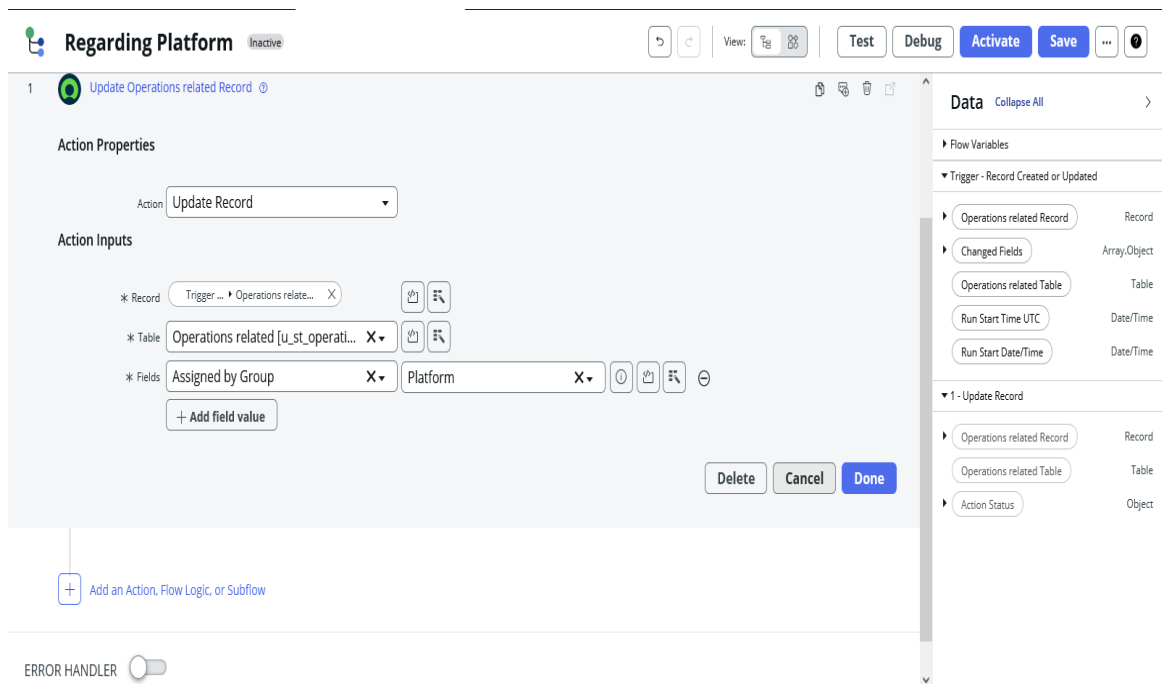 Regarding Platform Inactive View: Test Debug Activate Save ... ?
1 Update Operations related Record ?
Action Properties
Action Update Record
Action Inputs
* Record Trigger ... ▸ Operations relate... X
* Table Operations related [u_st_operati... X
* Fields Assigned by Group X Platform X
+ Add field value
Delete Cancel Done
+ Add an Action, Flow Logic, or Subflow
ERROR HANDLER
Data Collapse All
Flow Variables
Trigger - Record Created or Updated
Operations related Record Record
Changed Fields Array.Object
Operations related Table Table
Run Start Time UTC Date/Time
Run Start Date/Time Date/Time
1 - Update Record
Operations related Record Record
Operations related Table Table
Action Status Object